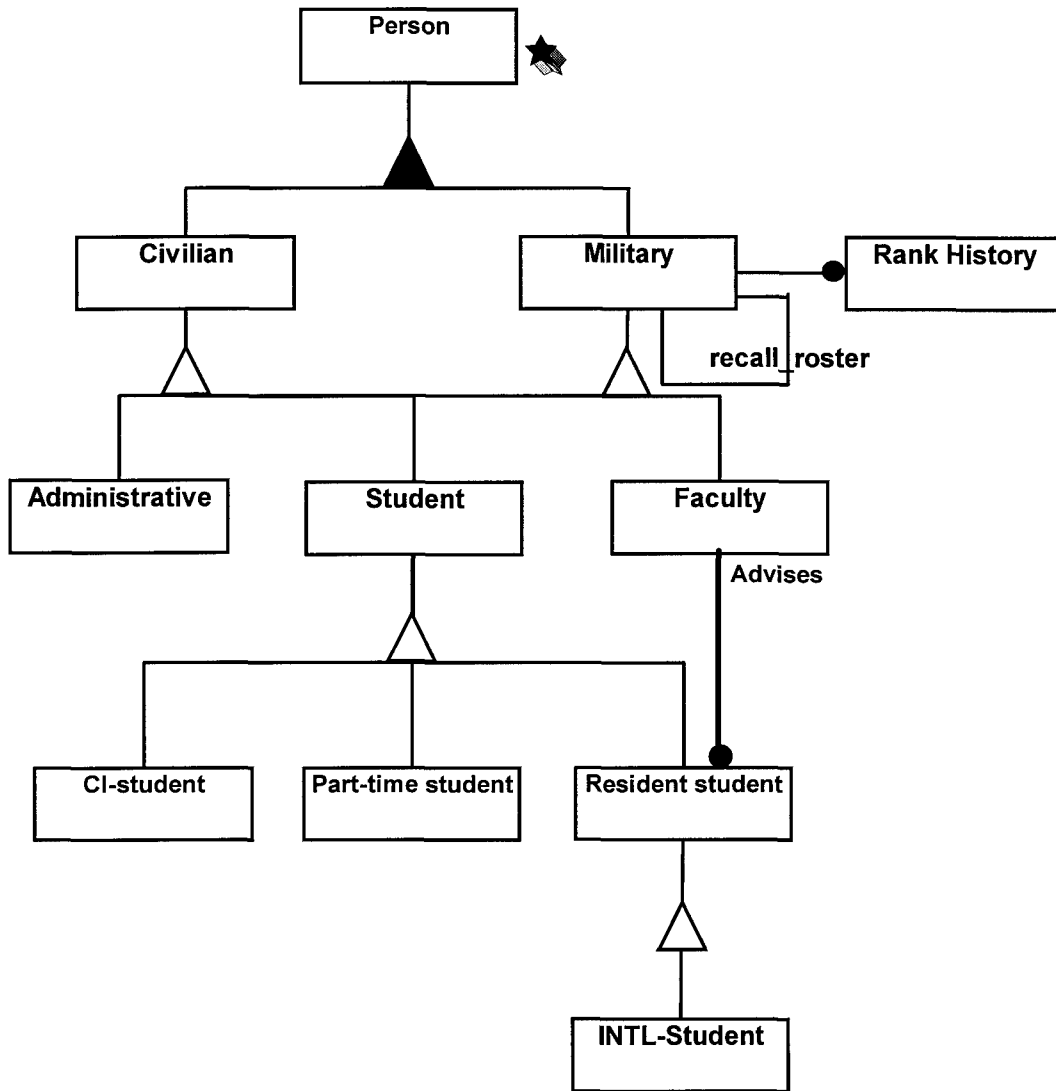 Person
Civilian
Military
Rank History
recall_roster
Administrative
Student
Faculty
Advises
CI-student
Part-time student
Resident student
INTL-Student